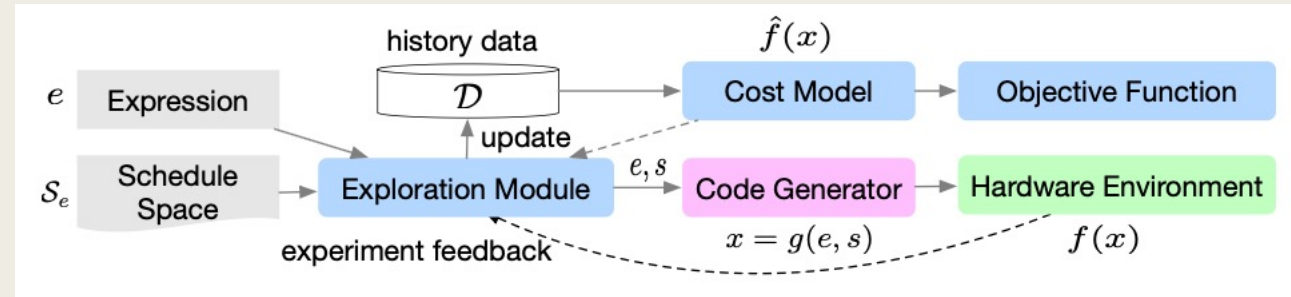 history data
f̂(x)
e
Expression
𝒟
Cost Model
Objective Function
update
𝒮ₑ
Schedule
Space
Exploration Module
e, s
Code Generator
Hardware Environment
experiment feedback
x = g(e, s)
f(x)